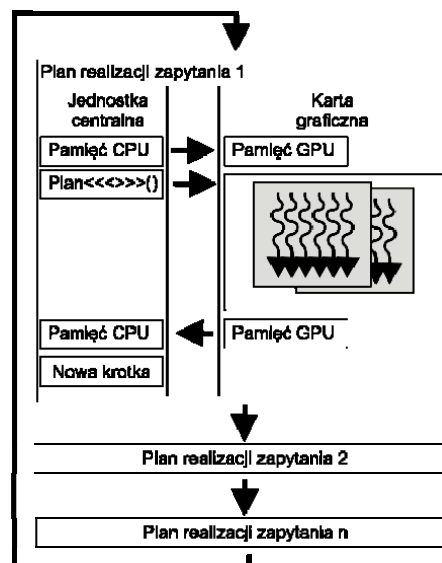 Plan realizacji zapytania 1
Jednostka
centralna
Karta
graficzna
Pamięć CPU
Pamięć GPU
Plan<<<>>>()
Pamięć CPU
Pamięć GPU
Nowa krotka
Plan realizacji zapytania 2
Plan realizacji zapytania n